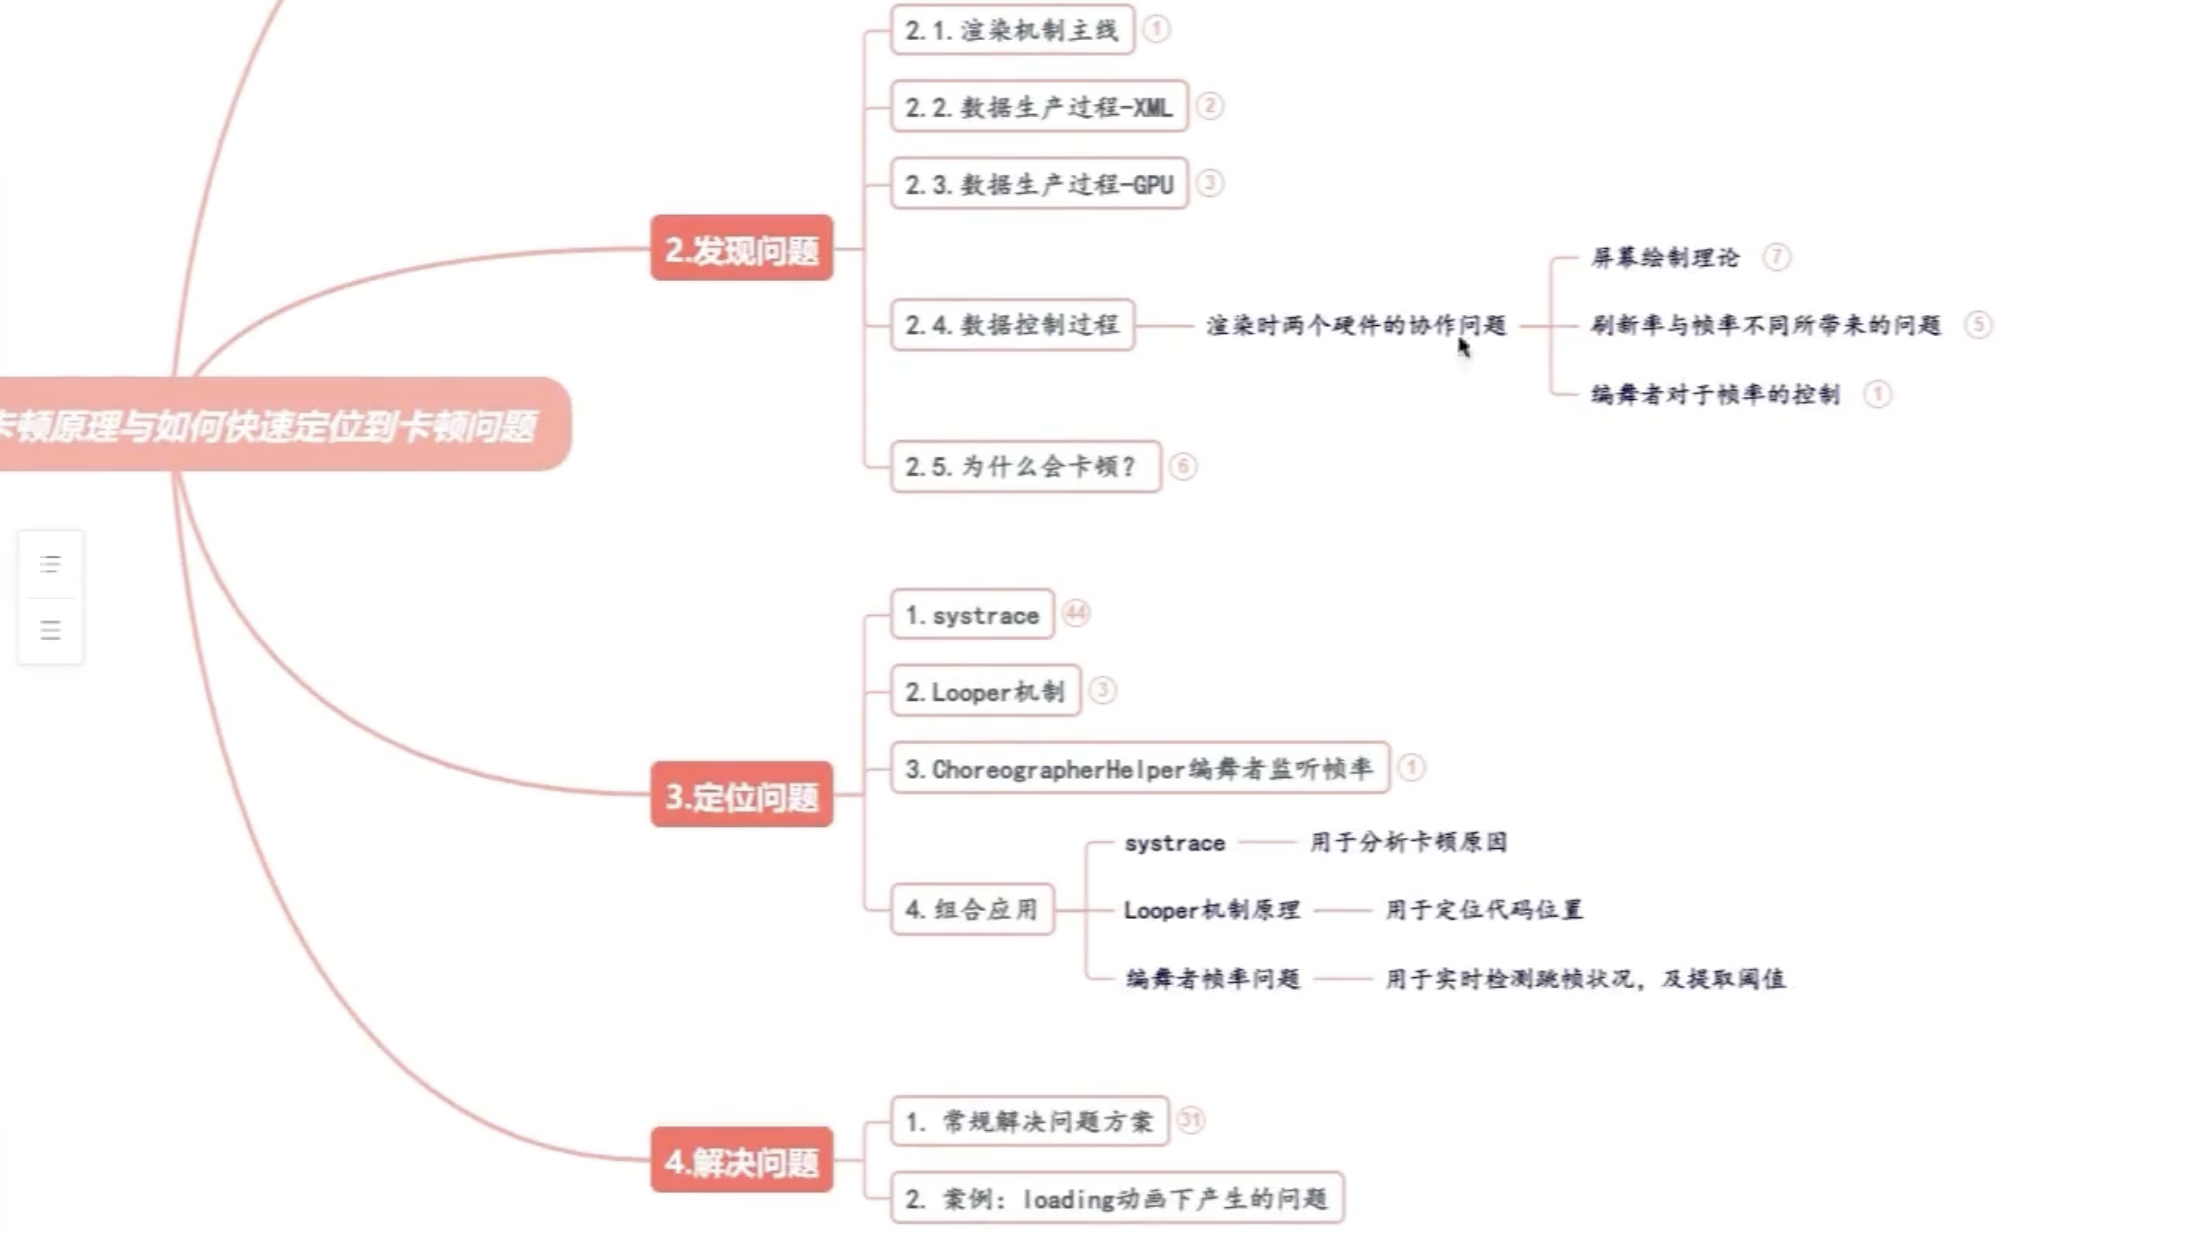 2.1.渲染机制主线 1
2.2.数据生产过程-XML 2
2.3.数据生产过程-GPU 3
2.发现问题
屏幕绘制理论 7
2.4.数据控制过程
渲染时两个硬件的协作问题
刷新率与帧率不同所带来的问题 5
编舞者对于帧率的控制 1
卡顿原理与如何快速定位到卡顿问题
2.5.为什么会卡顿？ 6
1.systrace 44
2.Looper机制 3
3.ChoreographerHelper编舞者监听帧率 1
3.定位问题
systrace
用于分析卡顿原因
4.组合应用
Looper机制原理
用于定位代码位置
编舞者帧率问题
用于实时检测跳帧状况，及提取阈值
1. 常规解决问题方案 31
4.解决问题
2. 案例：loading动画下产生的问题